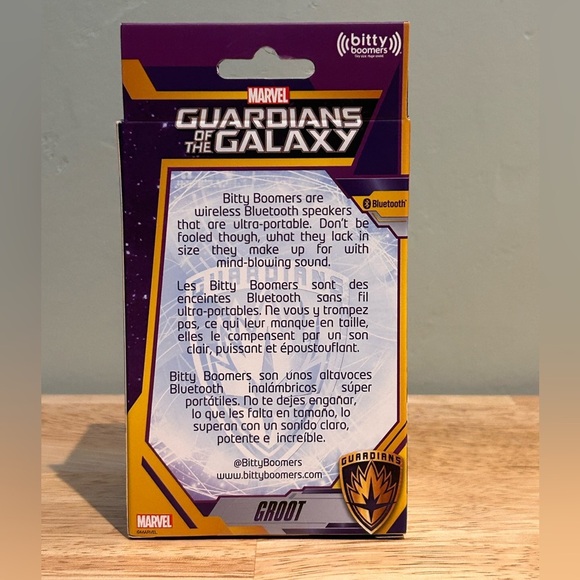 bitty
boomers
MARVEL
GUARDIANS
OF THE GALAXY
Bluetooth
Bitty Boomers are
wireless Bluetooth speakers
that are ultra-portable. Don't be
fooled though, what they lack in
size they make up for with
mind-blowing sound.
Les Bitty Boomers sont des
enceintes Bluetooth sans fil
ultra-portables. Ne vous y trompez
pas, ce qui leur manque en taille,
elles le compensent par un son
clair, puissant et époustouflant.
Bitty Boomers son unos altavoces
Bluetooth inalámbricos súper
portátiles. No te dejes engañar,
lo que les falta en tamaño, lo
superan con un sonido claro,
potente e increíble.
@BittyBoomers
www.bittyboomers.com
GUARDIANS
GROOT
MARVEL
©MARVEL
GUARDIANS